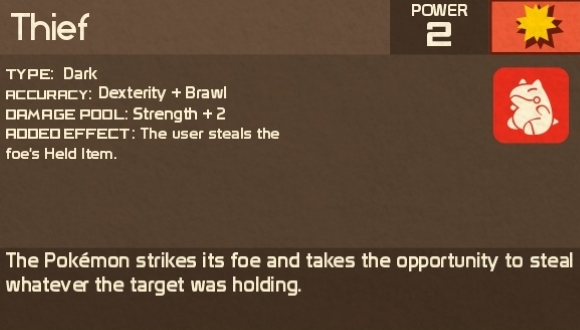 Thief
POWER
2
TYPE: Dark
ACCURACY: Dexterity + Brawl
DAMAGE POOL: Strength + 2
ADDED EFFECT: The user steals the
foe's Held Item.
The Pokémon strikes its foe and takes the opportunity to steal
whatever the target was holding.